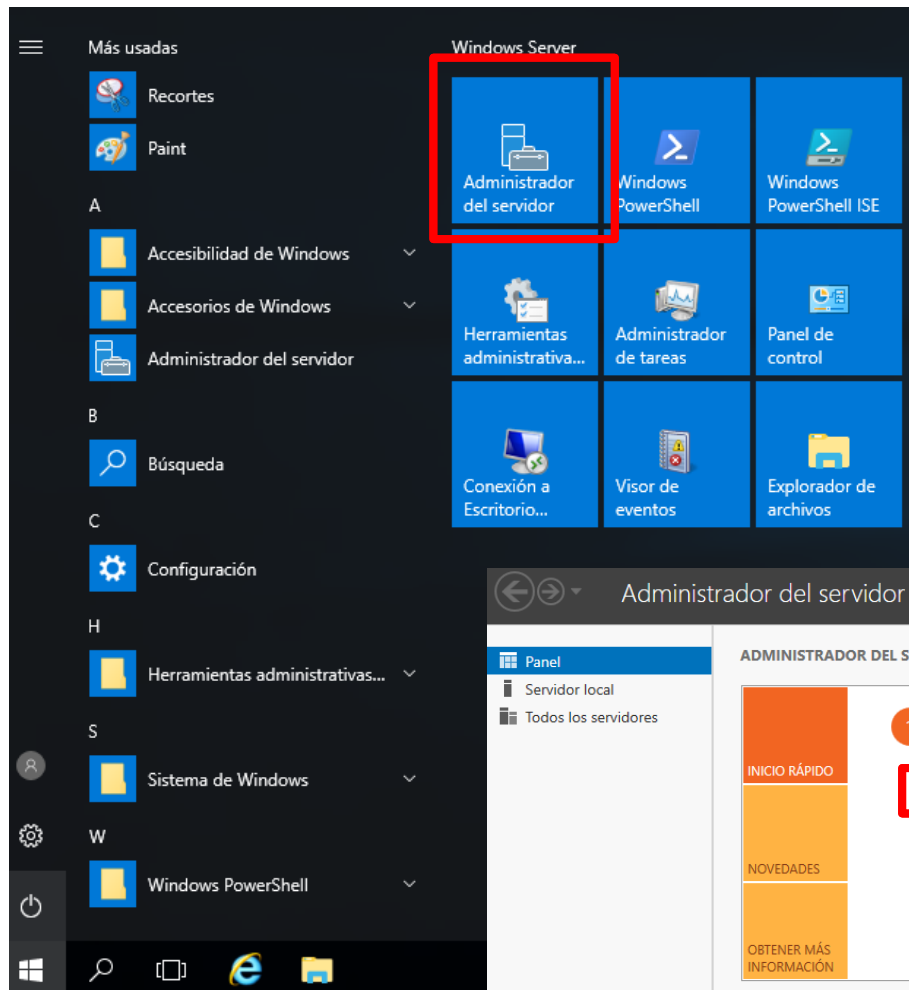 Más usadas
Recortes
Paint
A
Accesibilidad de Windows
Accesorios de Windows
Administrador del servidor
B
Búsqueda
C
Configuración
H
Herramientas administrativas...
S
Sistema de Windows
W
Windows PowerShell
Windows Server
Administrador
del servidor
Windows
PowerShell
Windows
PowerShell ISE
Herramientas
administrativa...
Administrador
de tareas
Panel de
control
Conexión a
Escritorio...
Visor de
eventos
Explorador de
archivos
Administrador del servidor
Panel
Servidor local
Todos los servidores
ADMINISTRADOR DEL S
INICIO RÁPIDO
NOVEDADES
OBTENER MÁS
INFORMACIÓN